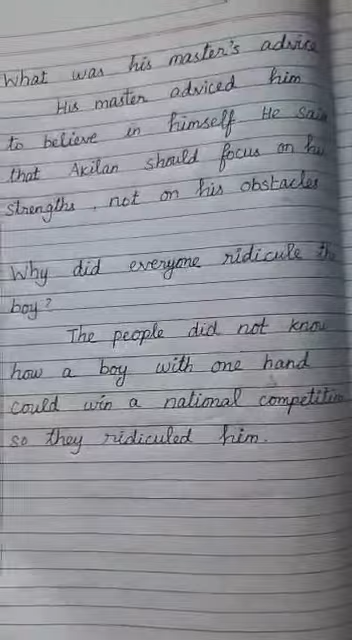 What was his master's advice
His master adviced him
to believe in himself. He said
that Akilan should focus on his
strengths, not on his obstacles
Why did everyone ridicule the
boy?
The people did not know
how a boy with one hand
could win a national competition
so they ridiculed him.